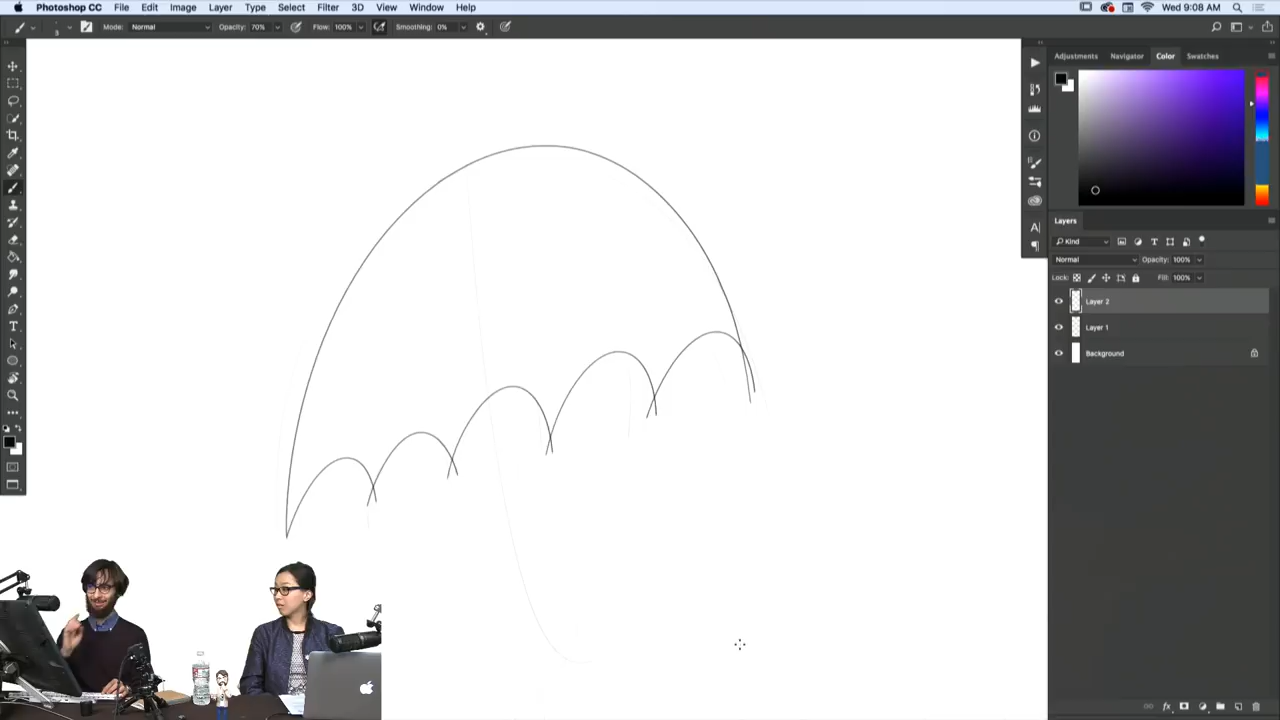 Photoshop CC File Edit Image Layer Type Select Filter 3D View Window Help Wed 9:08 AM
3 Mode: Normal Opacity: 70% Flow: 100% Smoothing: 0%
Adjustments Navigator Color Swatches
Layers
Kind
Normal Opacity: 100%
Lock: Fill: 100%
Layer 2
Layer 1
Background